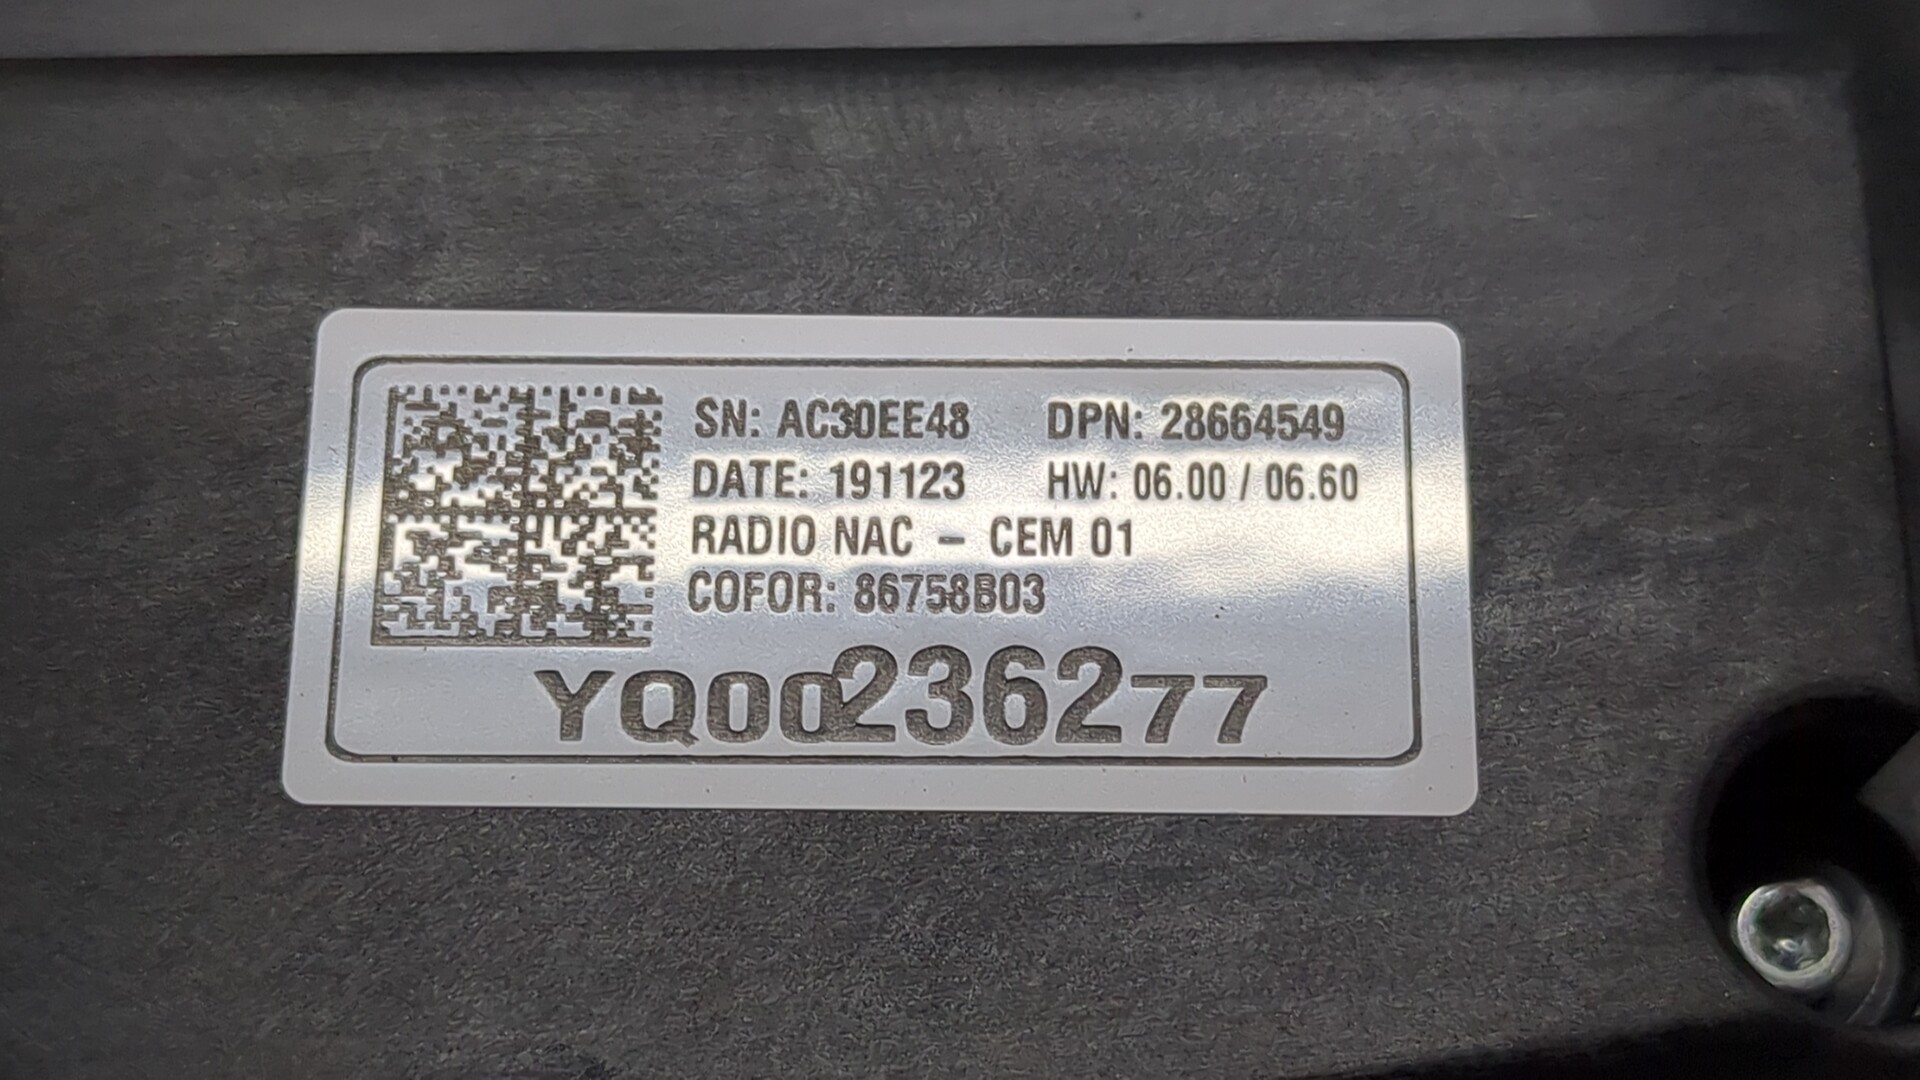 SN: AC30EE48 DPN: 28664549
DATE: 191123 HW: 06.00 / 06.60
RADIO NAC - CEM 01
COFOR: 86758B03
YQ00236277